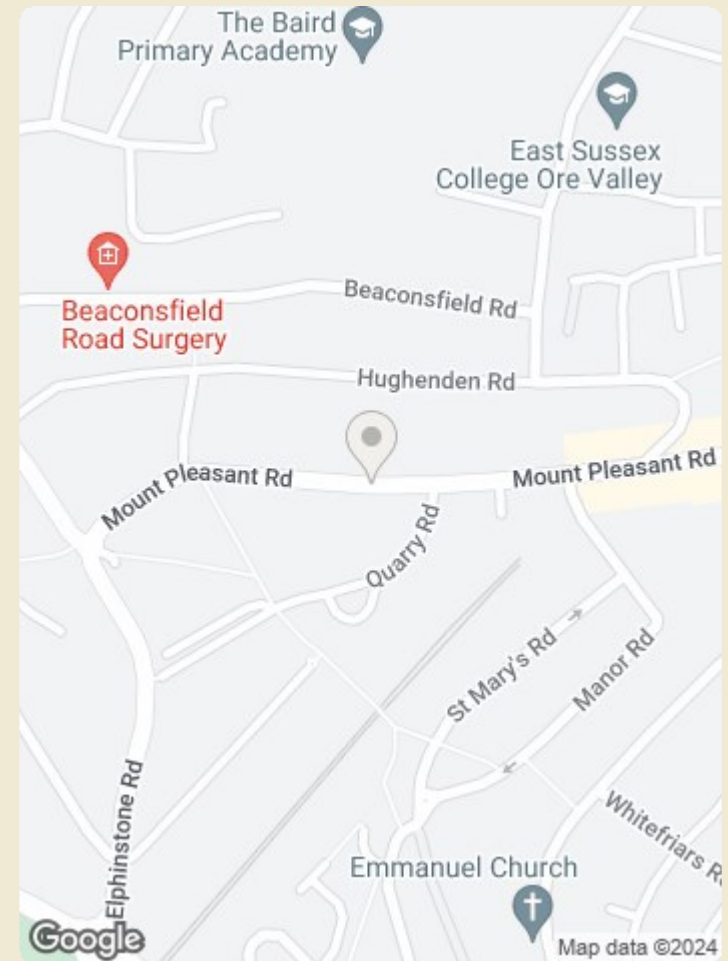 The Baird
Primary Academy
East Sussex
College Ore Valley
Beaconsfield Rd
Beaconsfield
Road Surgery
Hughenden Rd
Mount Pleasant Rd
Mount Pleasant Rd
Quarry Rd
St Mary's Rd
Manor Rd
Elphinstone Rd
Whitefriars R
Emmanuel Church
Google
Map data ©2024